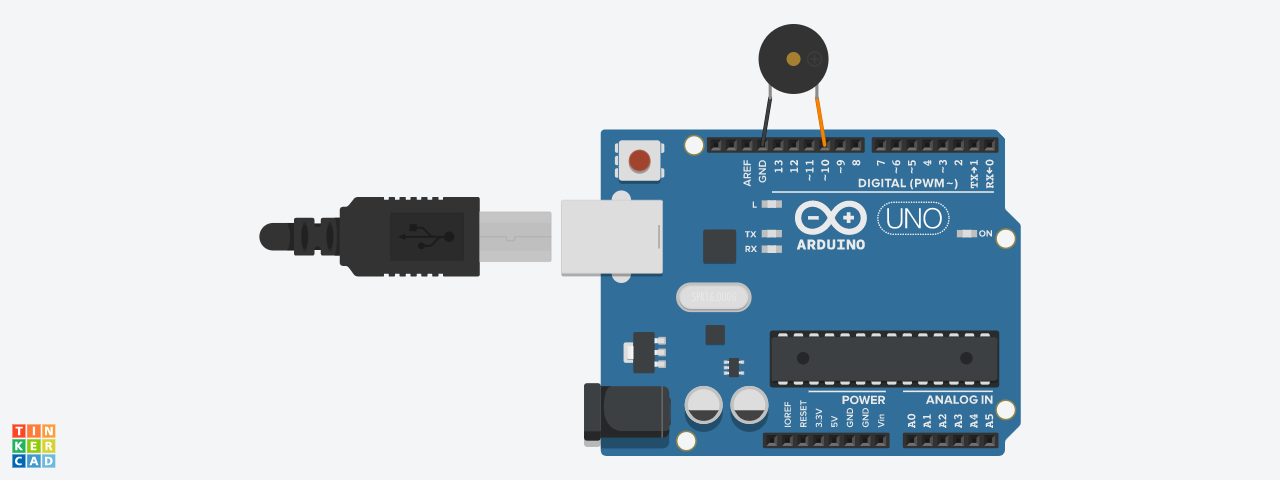 AREF
GND
13
12
~11
~10
~9
8
7
~6
~5
4
~3
2
TX→1
RX←0
DIGITAL (PWM ~)
L
TX
RX
ARDUINO
UNO
ON
POWER
ANALOG IN
IOREF
RESET
3.3V
5V
GND
GND
Vin
A0
A1
A2
A3
A4
A5
TIN
KER
CAD